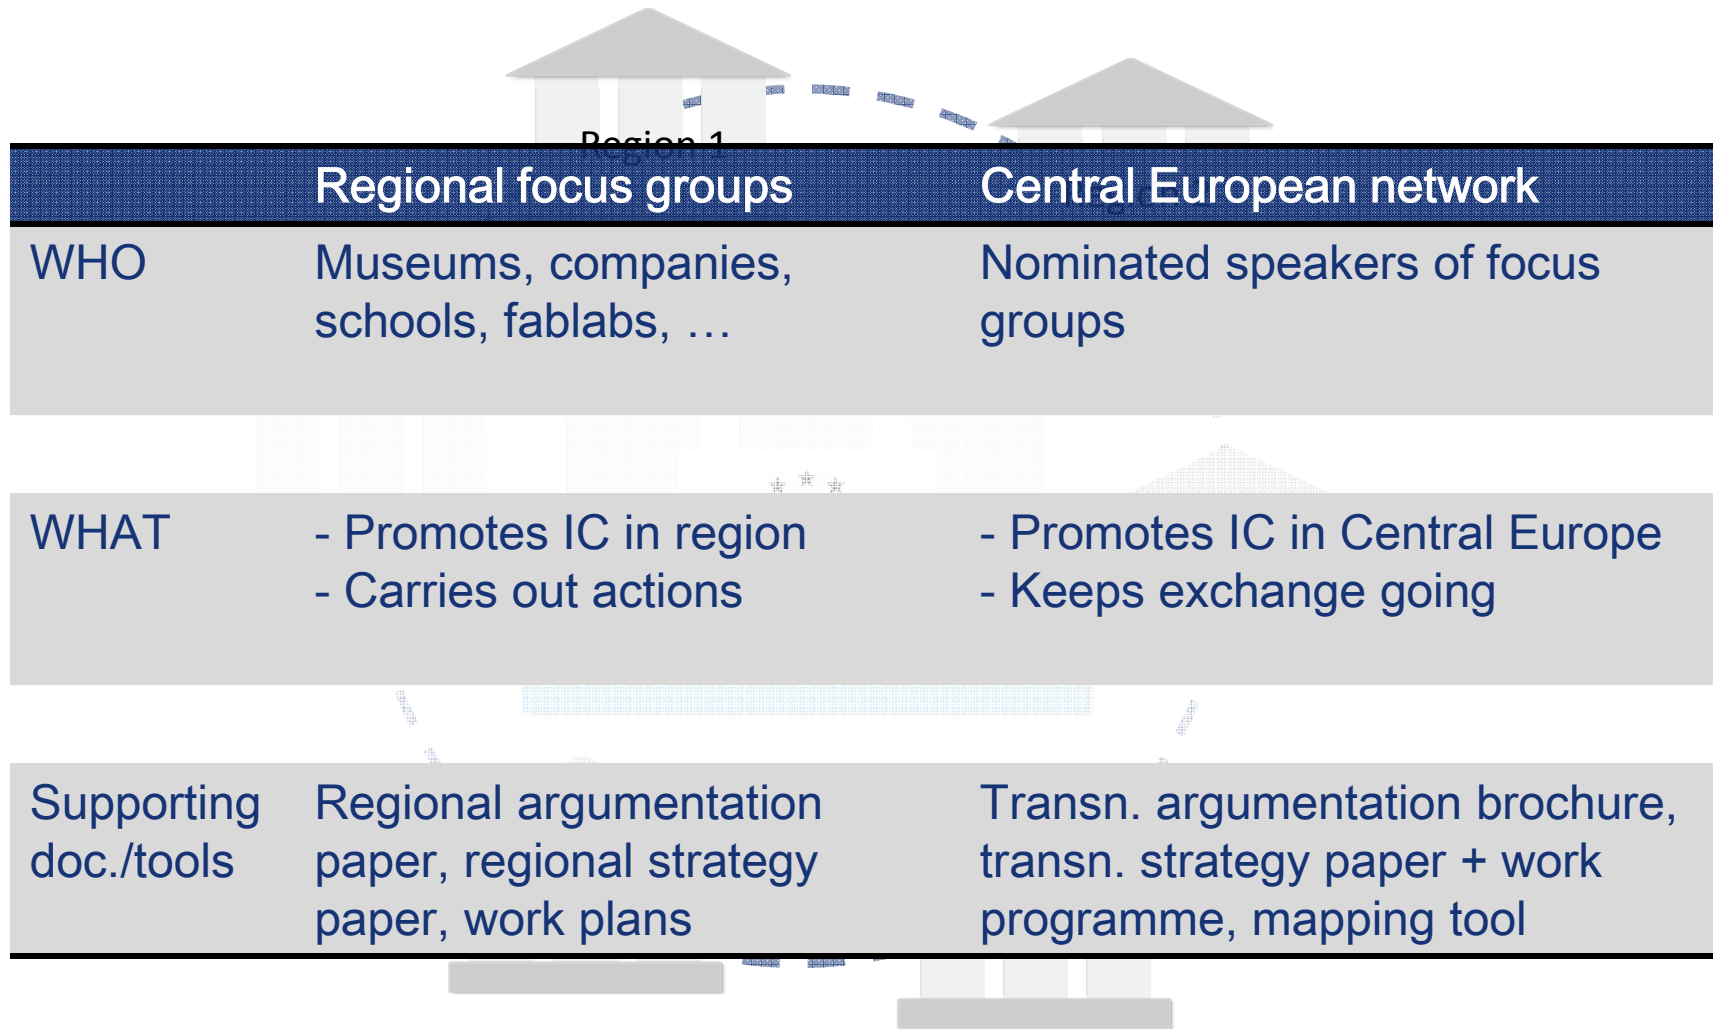 Region 1
Regional focus groups
Central European network
WHO
Museums, companies,
schools, fablabs, …
Nominated speakers of focus
groups
WHAT
- Promotes IC in region
- Carries out actions
- Promotes IC in Central Europe
- Keeps exchange going
Supporting
doc./tools
Regional argumentation
paper, regional strategy
paper, work plans
Transn. argumentation brochure,
transn. strategy paper + work
programme, mapping tool